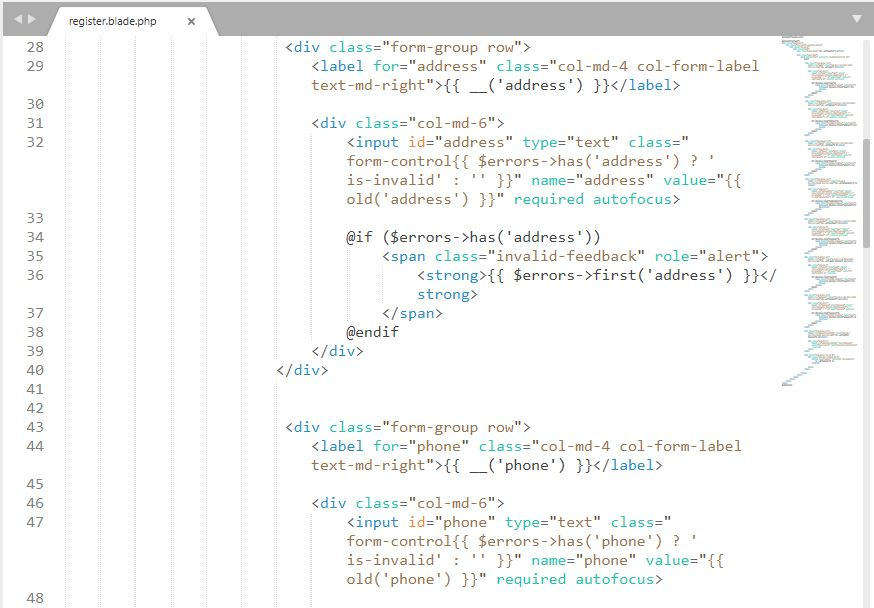 register.blade.php ×
28 <div class="form-group row">
29 <label for="address" class="col-md-4 col-form-label
text-md-right">{{ __('address') }}</label>
30
31 <div class="col-md-6">
32 <input id="address" type="text" class="
form-control{{ $errors->has('address') ? '
is-invalid' : '' }}" name="address" value="{{
old('address') }}" required autofocus>
33
34 @if ($errors->has('address'))
35 <span class="invalid-feedback" role="alert">
36 <strong>{{ $errors->first('address') }}</
strong>
37 </span>
38 @endif
39 </div>
40 </div>
41
42
43 <div class="form-group row">
44 <label for="phone" class="col-md-4 col-form-label
text-md-right">{{ __('phone') }}</label>
45
46 <div class="col-md-6">
47 <input id="phone" type="text" class="
form-control{{ $errors->has('phone') ? '
is-invalid' : '' }}" name="phone" value="{{
old('phone') }}" required autofocus>
48